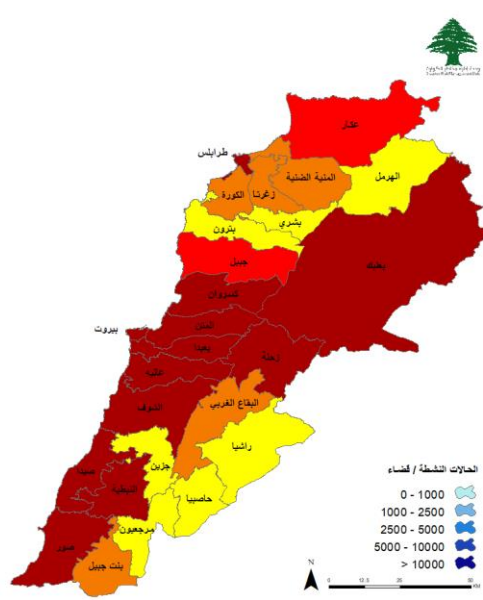 عكار
طرابلس
المنية الضنية
الهرمل
زغرتا
الكورة
بشري
بترون
جبيل
بعلبك
كسروان
المتن
بيروت
بعبدا
زحلة
عاليه
الشوف
البقاع الغربي
راشيا
جزين
صيدا
النبطية
حاصبيا
مرجعيون
صور
بنت جبيل
الحالات النشطة / قضاء
0 - 1000
1000 - 2500
2500 - 5000
5000 - 10000
> 10000
N
0 12.5 20 30
KM